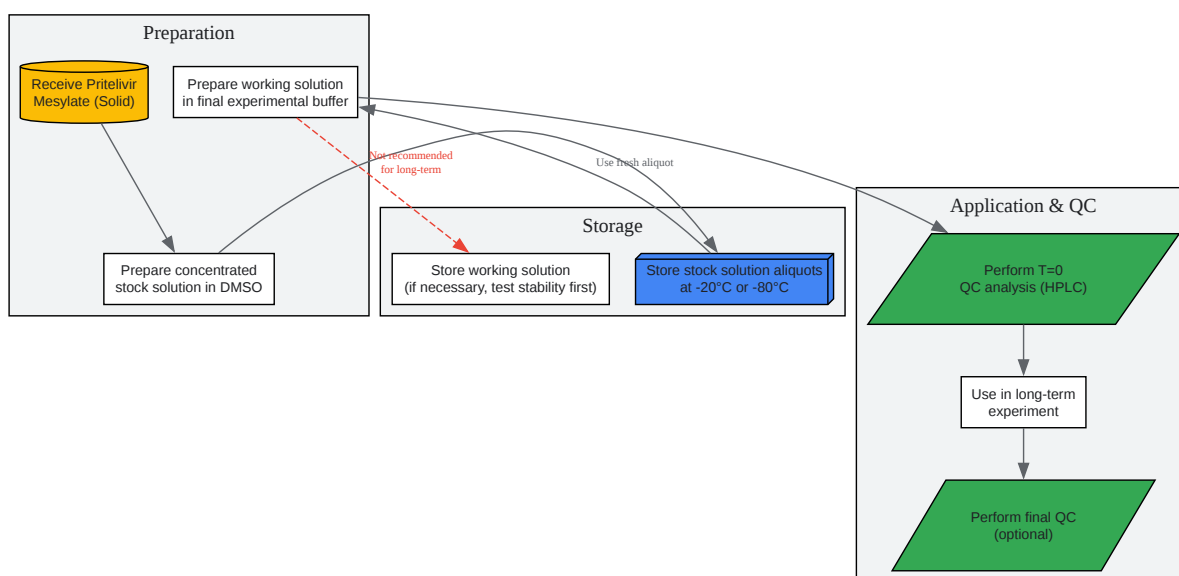 Preparation
Receive Pritelivir
Mesylate (Solid)
Prepare working solution
in final experimental buffer
Not recommended
for long-term
Use fresh aliquot
Prepare concentrated
stock solution in DMSO
Storage
Store working solution
(if necessary, test stability first)
Store stock solution aliquots
at -20°C or -80°C
Application & QC
Perform T=0
QC analysis (HPLC)
Use in long-term
experiment
Perform final QC
(optional)